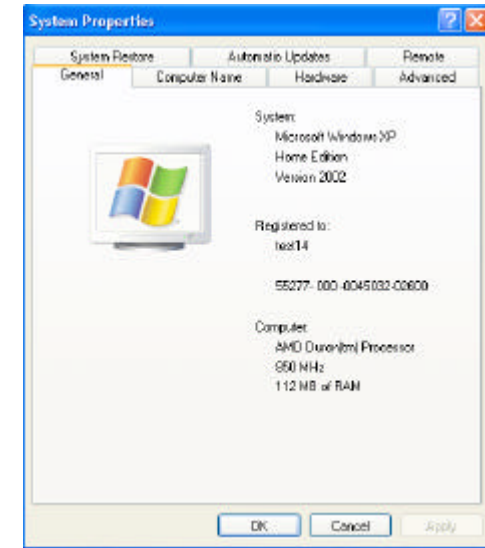 System Properties
System Restore
Automatic Updates
Remote
General
Computer Name
Hardware
Advanced
System:
Microsoft Windows XP
Home Edition
Version 2002
Registered to:
test14
55277-000-0045032-02600
Computer:
AMD Duron(tm) Processor
950 MHz
112 MB of RAM
OK
Cancel
Apply